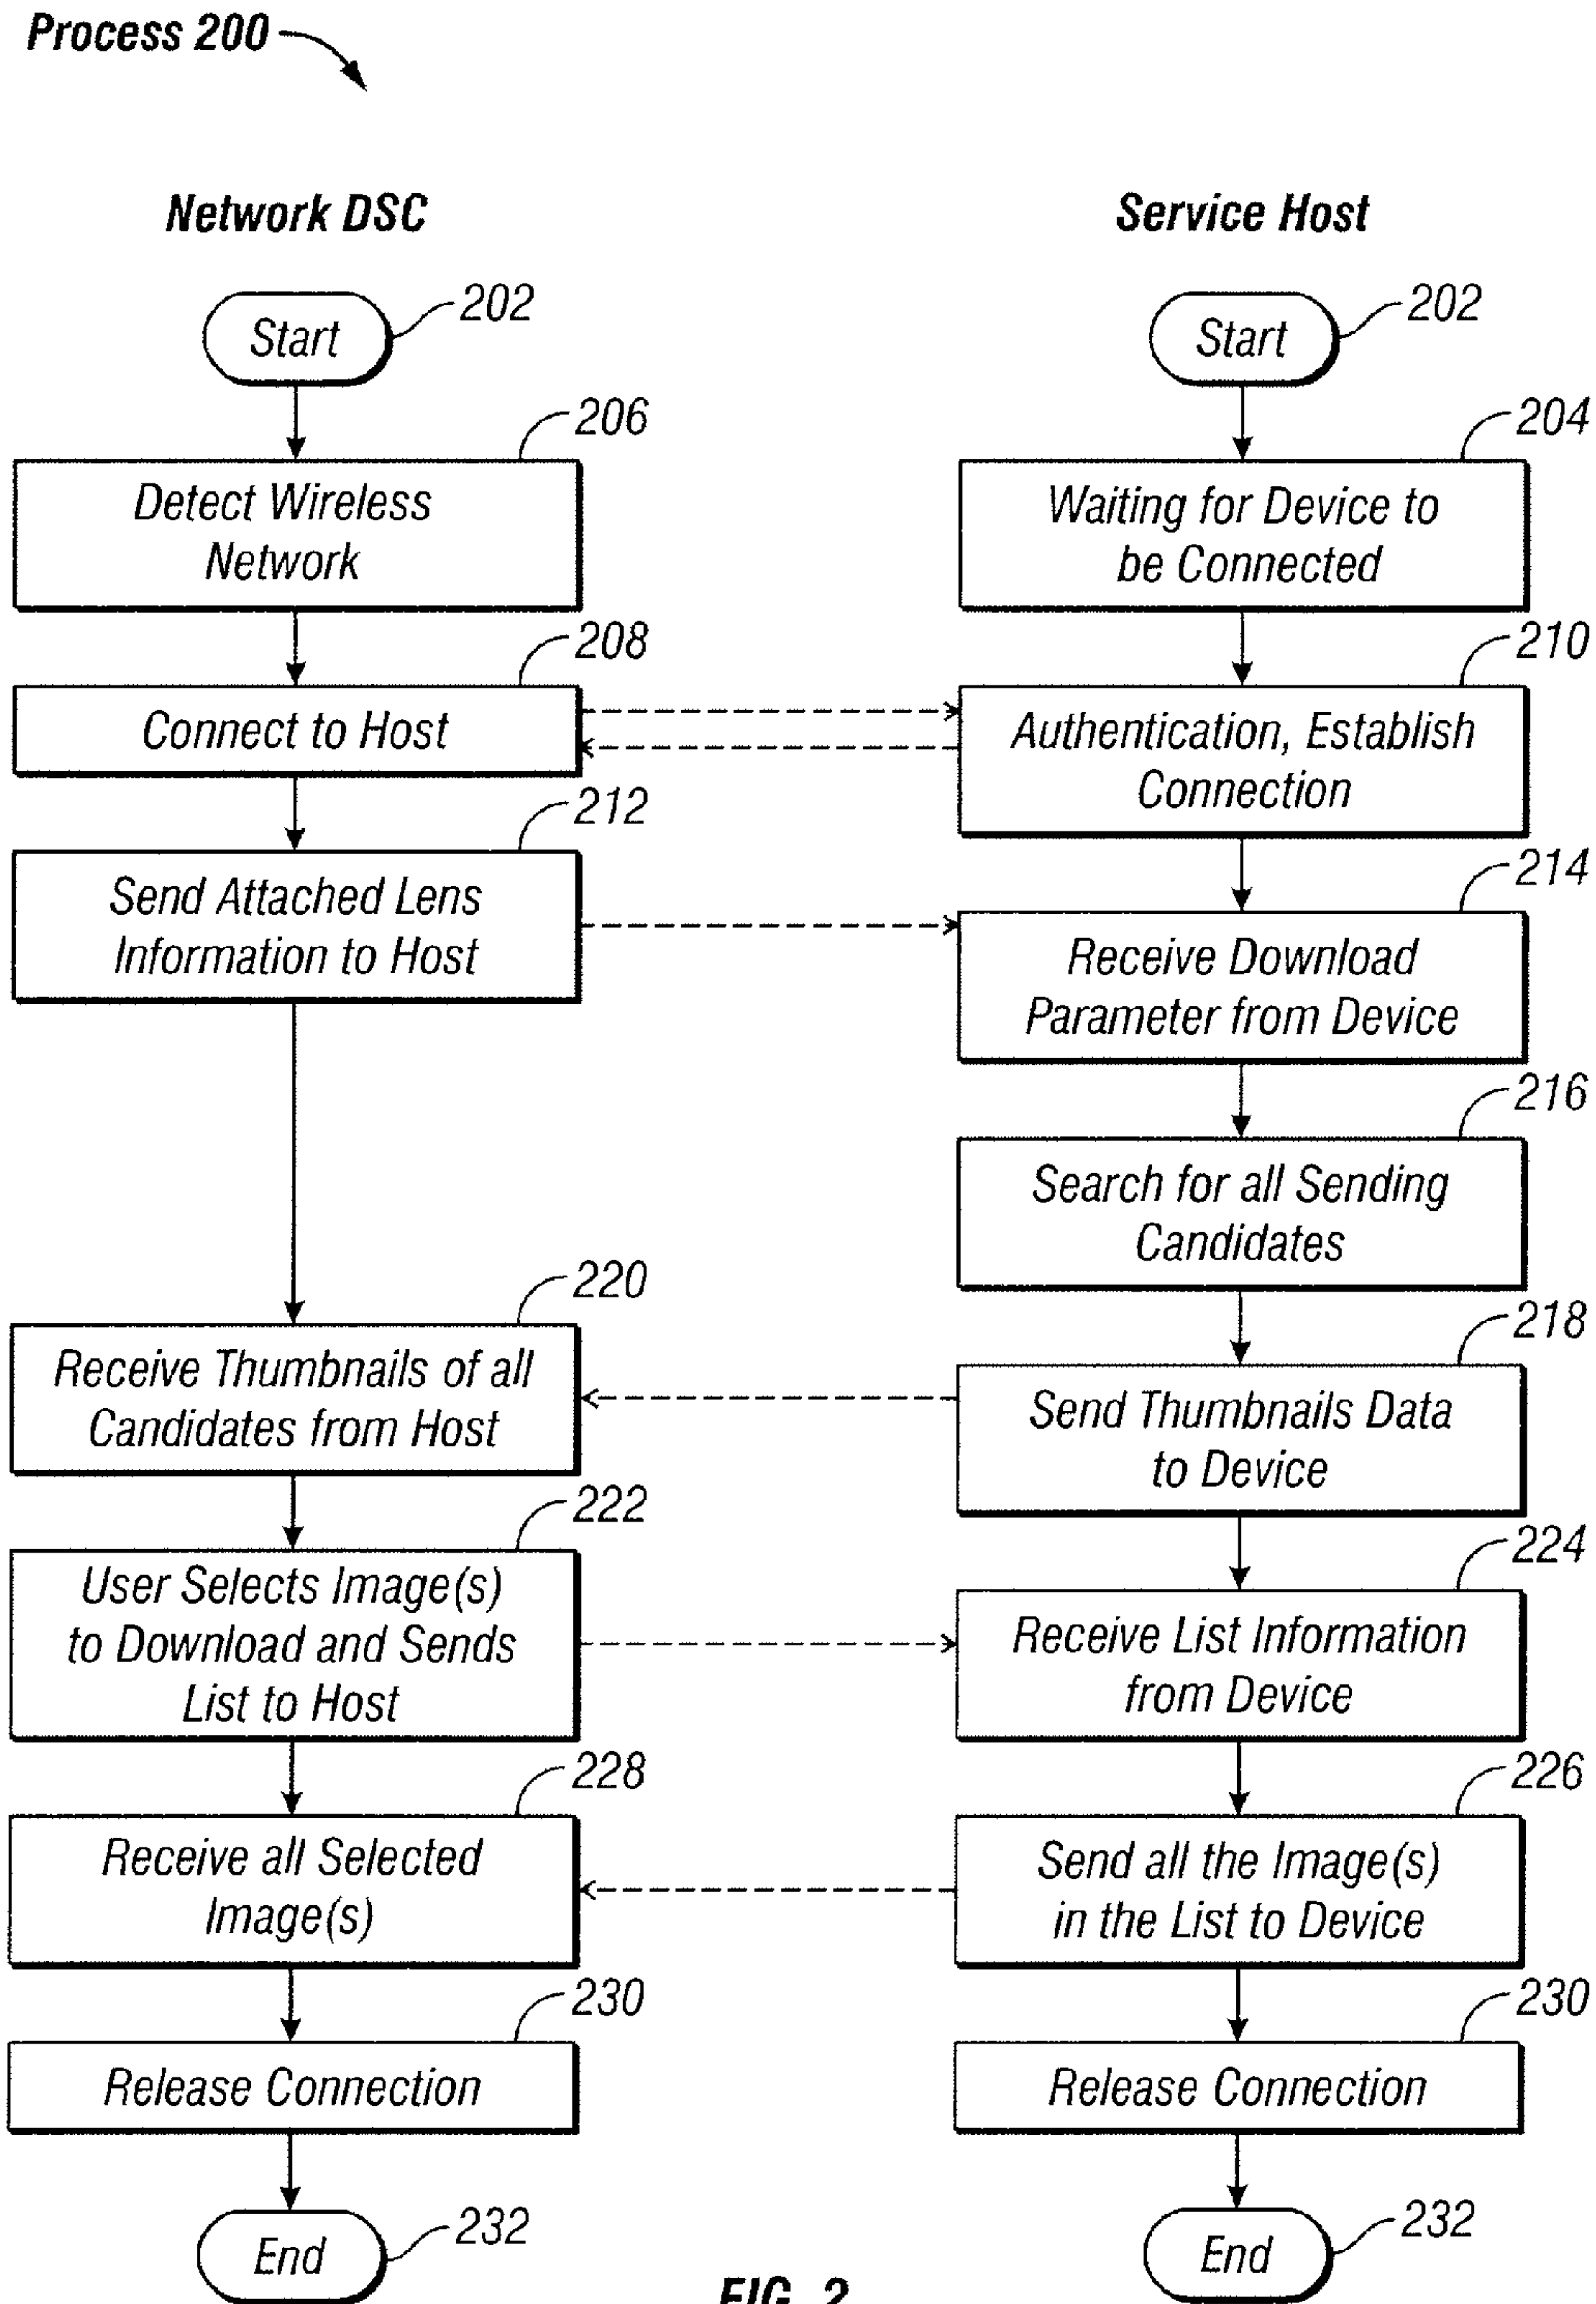 Process 200
Network DSC
Service Host
Start
202
Start
202
206
Detect Wireless
Network
204
Waiting for Device to
be Connected
208
Connect to Host
210
Authentication, Establish
Connection
212
Send Attached Lens
Information to Host
214
Receive Download
Parameter from Device
216
Search for all Sending
Candidates
220
Receive Thumbnails of all
Candidates from Host
218
Send Thumbnails Data
to Device
222
User Selects Image(s)
to Download and Sends
List to Host
224
Receive List Information
from Device
228
Receive all Selected
Image(s)
226
Send all the Image(s)
in the List to Device
230
Release Connection
230
Release Connection
End
232
End
232
FIG. 2